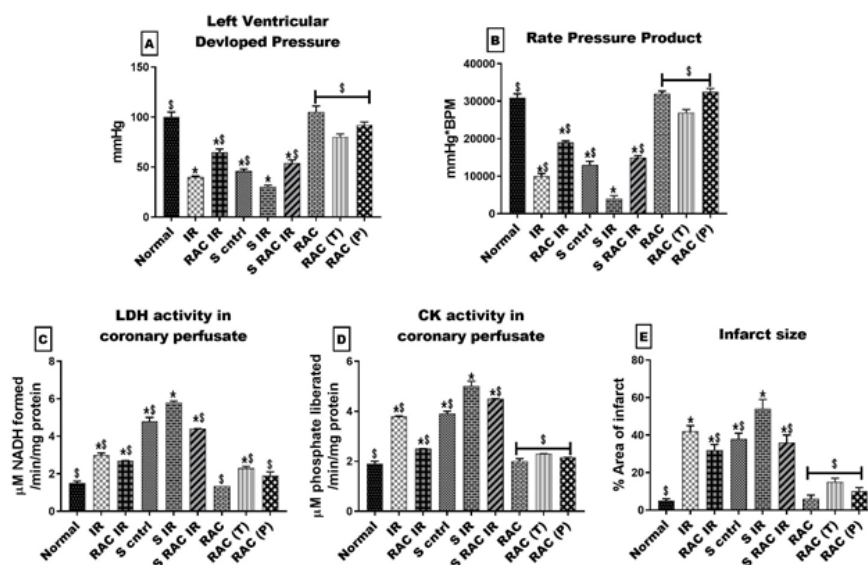 A
Left Ventricular
Devloped Pressure
mmHg
150
100
50
0
$
*
*$
*$
*
*$
$
Normal
IR
RAC IR
S cntrl
S IR
S RAC IR
RAC
RAC (T)
RAC (P)
B
Rate Pressure Product
mmHg*BPM
40000
30000
20000
10000
0
$
*$
*$
*$
*
*$
$
Normal
IR
RAC IR
S cntrl
S IR
S RAC IR
RAC
RAC (T)
RAC (P)
C
LDH activity in
coronary perfusate
µM NADH formed
/min/mg protein
8
6
4
2
0
$
*$
*$
*$
*
*$
$
*$
$
Normal
IR
RAC IR
S cntrl
S IR
S RAC IR
RAC
RAC (T)
RAC (P)
D
CK activity in
coronary perfusate
µM phosphate liberated
/min/mg protein
6
4
2
0
$
*$
*$
*$
*
*$
$
Normal
IR
RAC IR
S cntrl
S IR
S RAC IR
RAC
RAC (T)
RAC (P)
E
Infarct size
% Area of infarct
80
60
40
20
0
$
*
*$
*$
*
*$
$
Normal
IR
RAC IR
S cntrl
S IR
S RAC IR
RAC
RAC (T)
RAC (P)